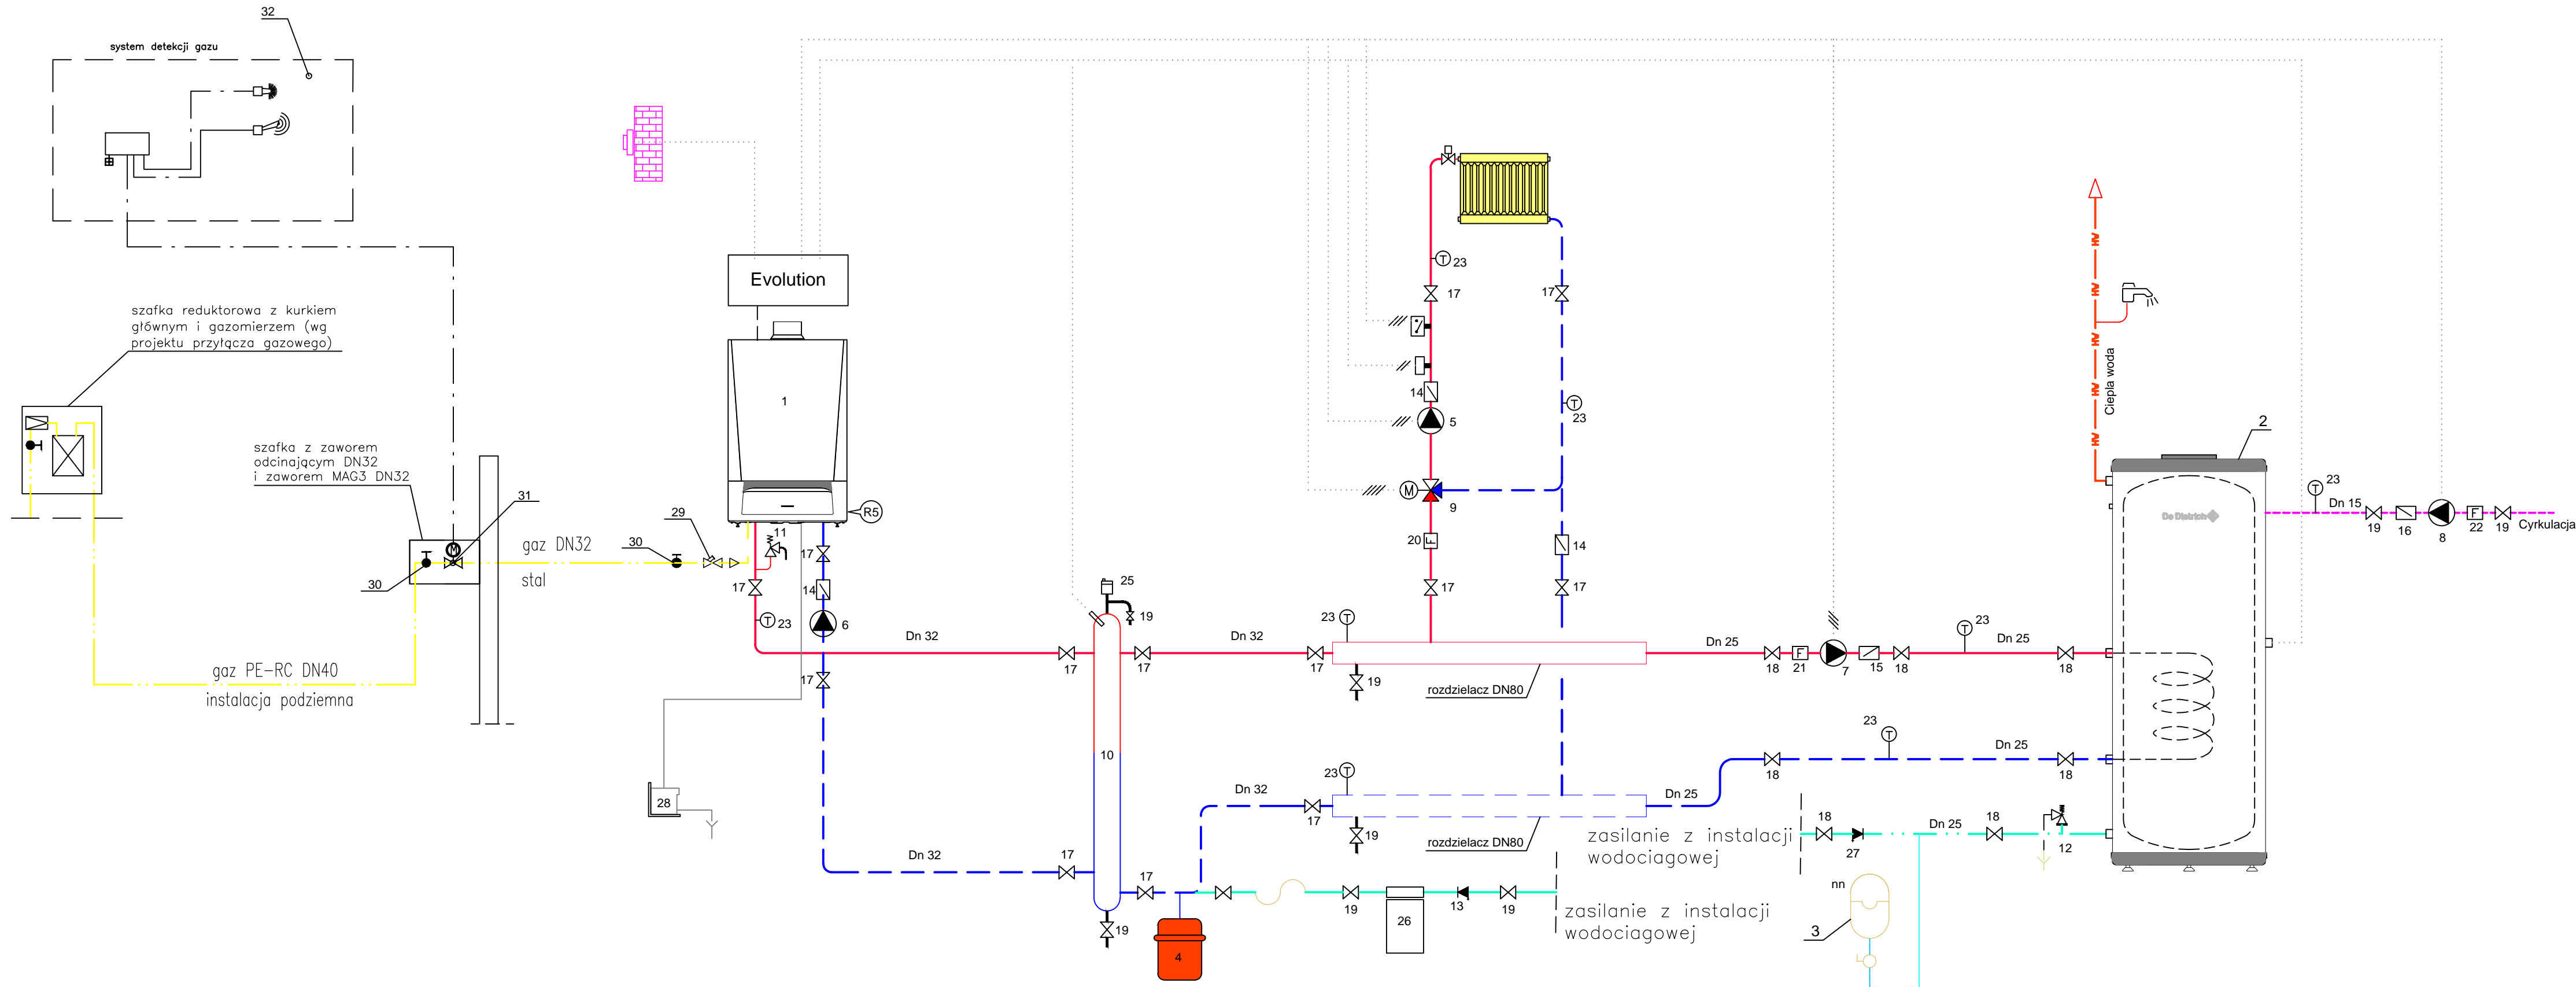 32
system detekcji gazu
szafka reduktorowa z kurkiem
głównym i gazomierzem (wg
projektu przyłącza gazowego)
szafka z zaworem
odcinającym DN32
i zaworem MAG3 DN32
M
31
30
gaz DN32
stal
30
29
gaz PE-RC DN40
instalacja podziemna
Evolution
1
R5
11
17
17
14
T 23
6
17
28
Dn 32
Dn 32
17
25
19
17
10
19
Dn 32
17
17
4
T 23
17
17
14
5
T
23
M
9
20 F
14
17
17
23 T
Dn 32
17
19
rozdzielacz DN80
23 T
Dn 32
17
19
rozdzielacz DN80
19
26
13
19
zasilanie z instalacji
wodociagowej
zasilanie z instalacji
wodociagowej
Dn 25
18
F
21
7
15
18
23
T
Dn 25
18
Dn 25
18
23
T
Dn 25
18
18
27
Dn 25
18
12
nn
3
Ciepla woda
2
De Dietrich
23
T
Dn 15
19
16
8
F
22
19
Cyrkulacja